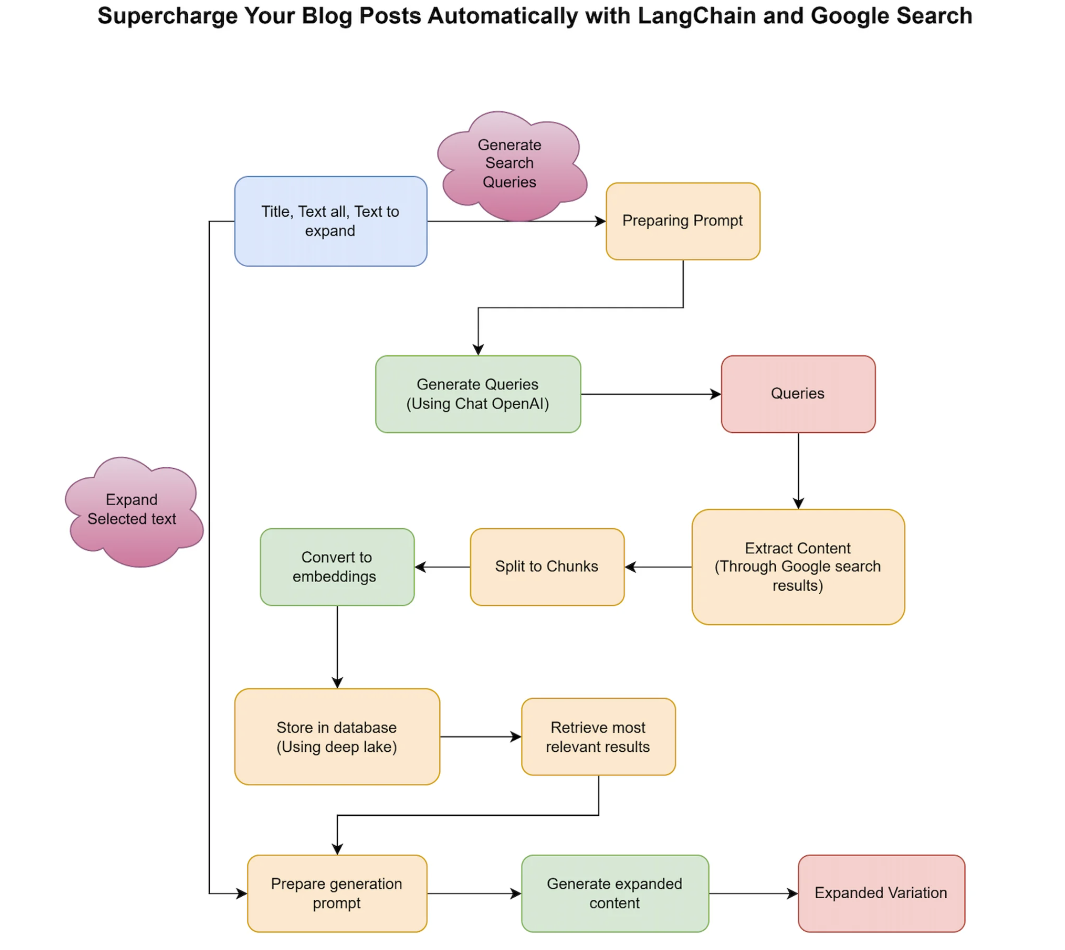 Supercharge Your Blog Posts Automatically with LangChain and Google Search
Generate
Search
Queries
Title, Text all, Text to
expand
Preparing Prompt
Generate Queries
(Using Chat OpenAI)
Queries
Expand
Selected text
Convert to
embeddings
Split to Chunks
Extract Content
(Through Google search
results)
Store in database
(Using deep lake)
Retrieve most
relevant results
Prepare generation
prompt
Generate expanded
content
Expanded Variation